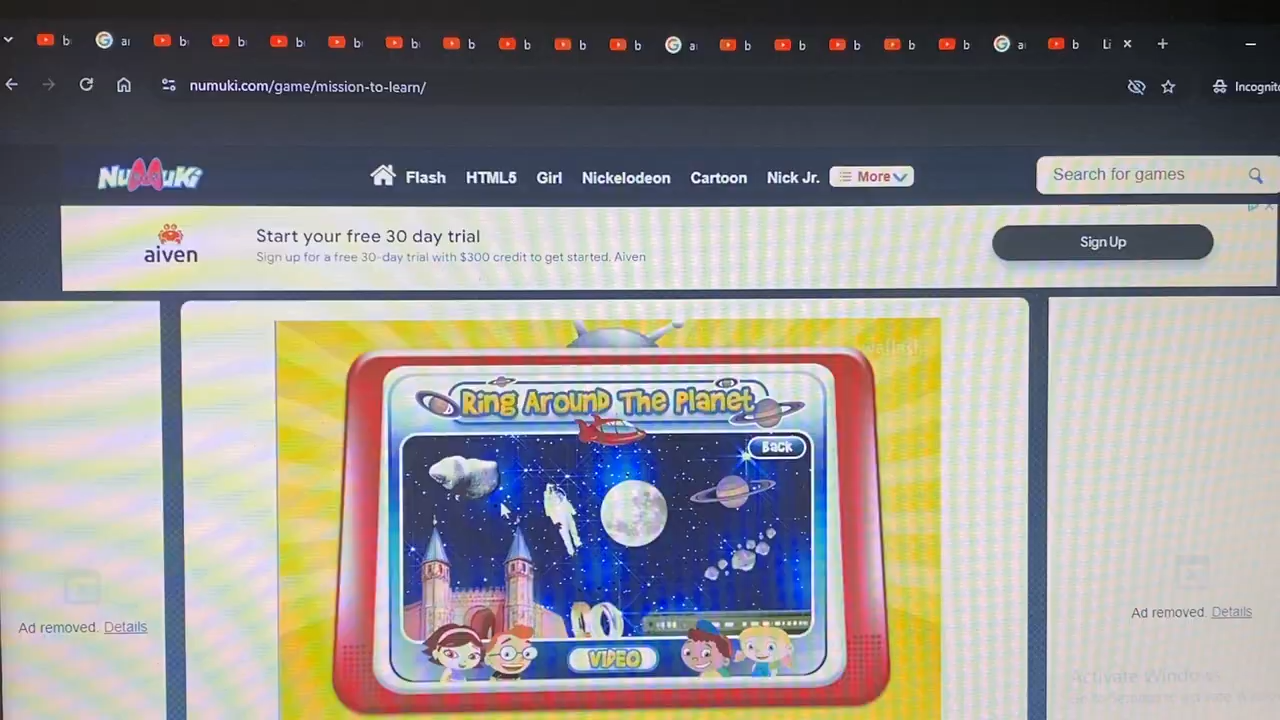 b ai b b b b b b b b b a b b b b b a b Li
numuki.com/game/mission-to-learn/
Incognito
NuMuKi
Flash HTML5 Girl Nickelodeon Cartoon Nick Jr. More
Search for games
aiven
Start your free 30 day trial
Sign up for a free 30-day trial with $300 credit to get started. Aiven
Sign Up
Ring Around The Planet
Back
VIDEO
Ad removed. Details
Ad removed. Details
Activate Windows